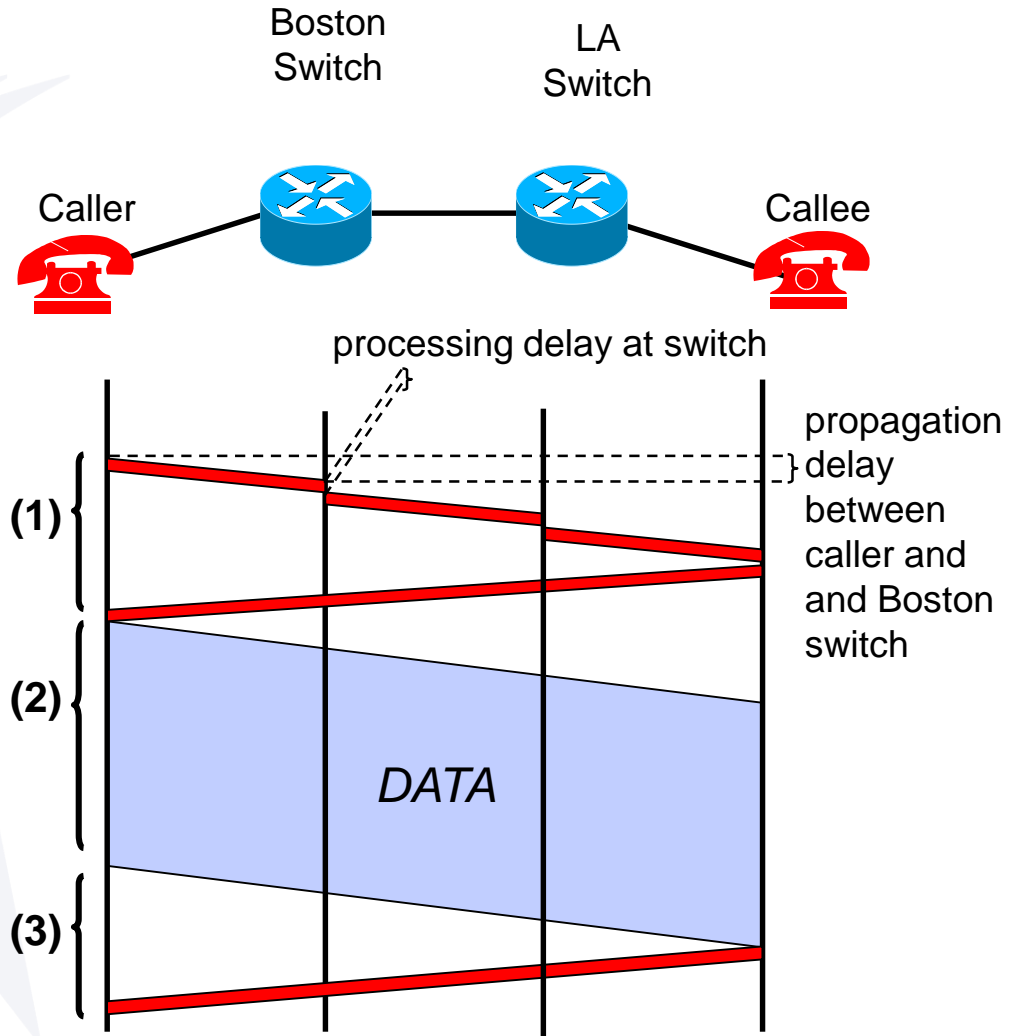 Boston
Switch
LA
Switch
Caller
Callee
processing delay at switch
propagation
delay
between
caller and
and Boston
switch
(1)
(2)
DATA
(3)